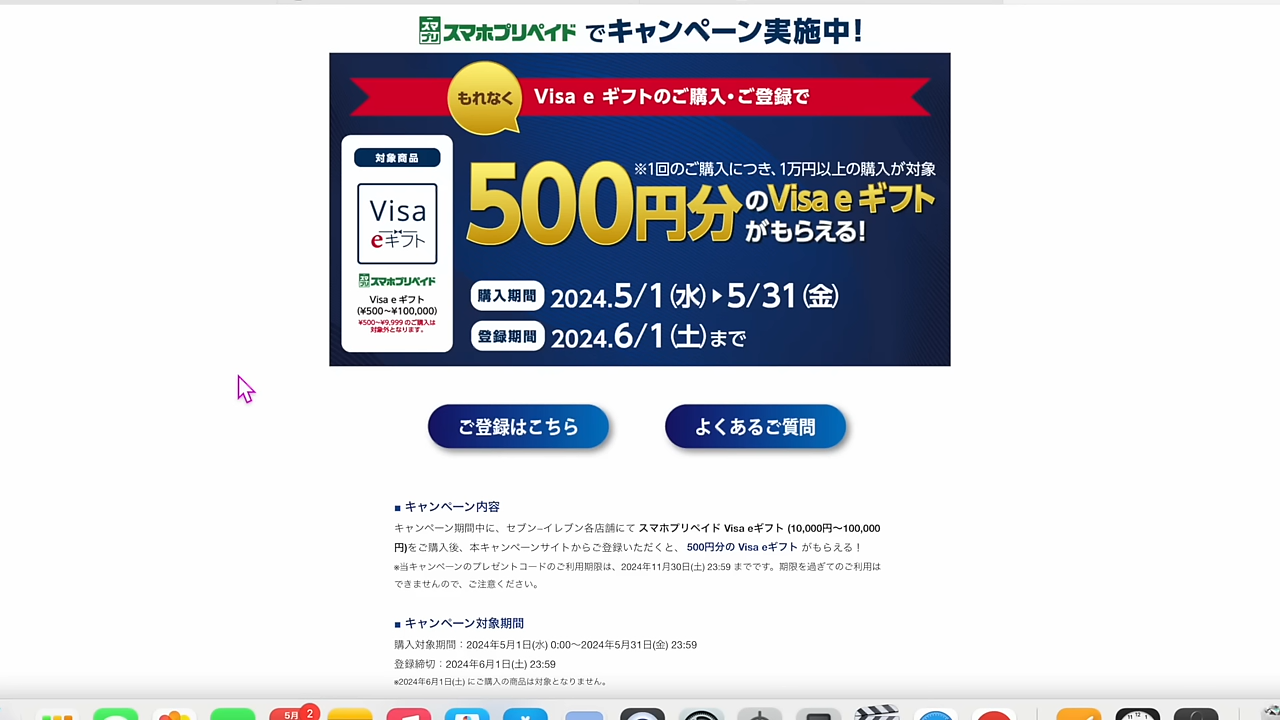 スマプリ スマホプリペイド でキャンペーン実施中!
もれなく Visa e ギフトのご購入・ご登録で
対象商品
Visa
eギフト
スマプリ スマホプリペイド
Visa e ギフト
(¥500～¥100,000)
¥500～¥9,999 のご購入は
対象外となります。
※1回のご購入につき、1万円以上の購入が対象
500円分のVisa e ギフト
がもらえる!
購入期間 2024.5/1(水)▶5/31(金)
登録期間 2024.6/1(土)まで
ご登録はこちら よくあるご質問
■ キャンペーン内容
キャンペーン期間中に、セブン‒イレブン各店舗にて スマホプリペイド Visa eギフト (10,000円〜100,000
円)をご購入後、本キャンペーンサイトからご登録いただくと、 500円分の Visa eギフト がもらえる！
※当キャンペーンのプレゼントコードのご利用期限は、2024年11月30日(土) 23:59 までです。期限を過ぎてのご利用は
できませんので、ご注意ください。
■ キャンペーン対象期間
購入対象期間：2024年5月1日(水) 0:00〜2024年5月31日(金) 23:59
登録締切：2024年6月1日(土) 23:59
※2024年6月1日(土) にご購入の商品は対象となりません。
5月 2